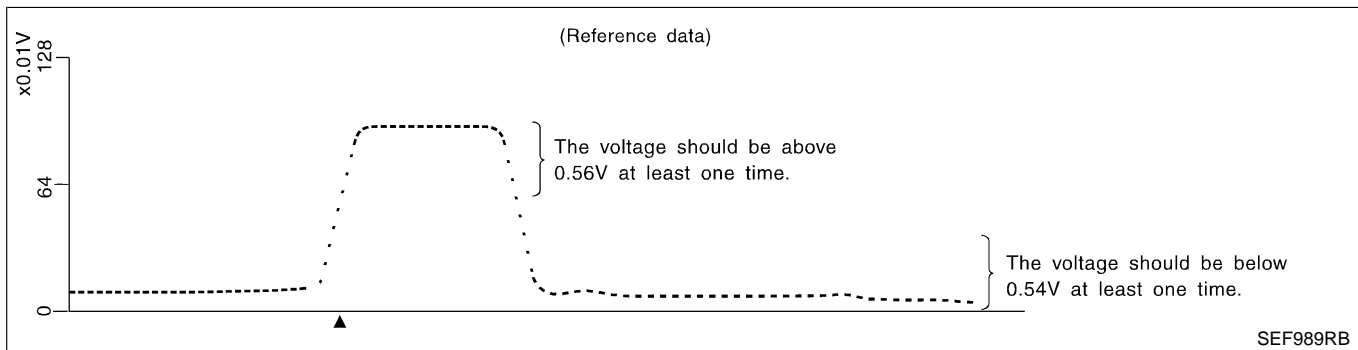 (Reference data)
x0.01V
128
64
0
The voltage should be above
0.56V at least one time.
The voltage should be below
0.54V at least one time.
SEF989RB